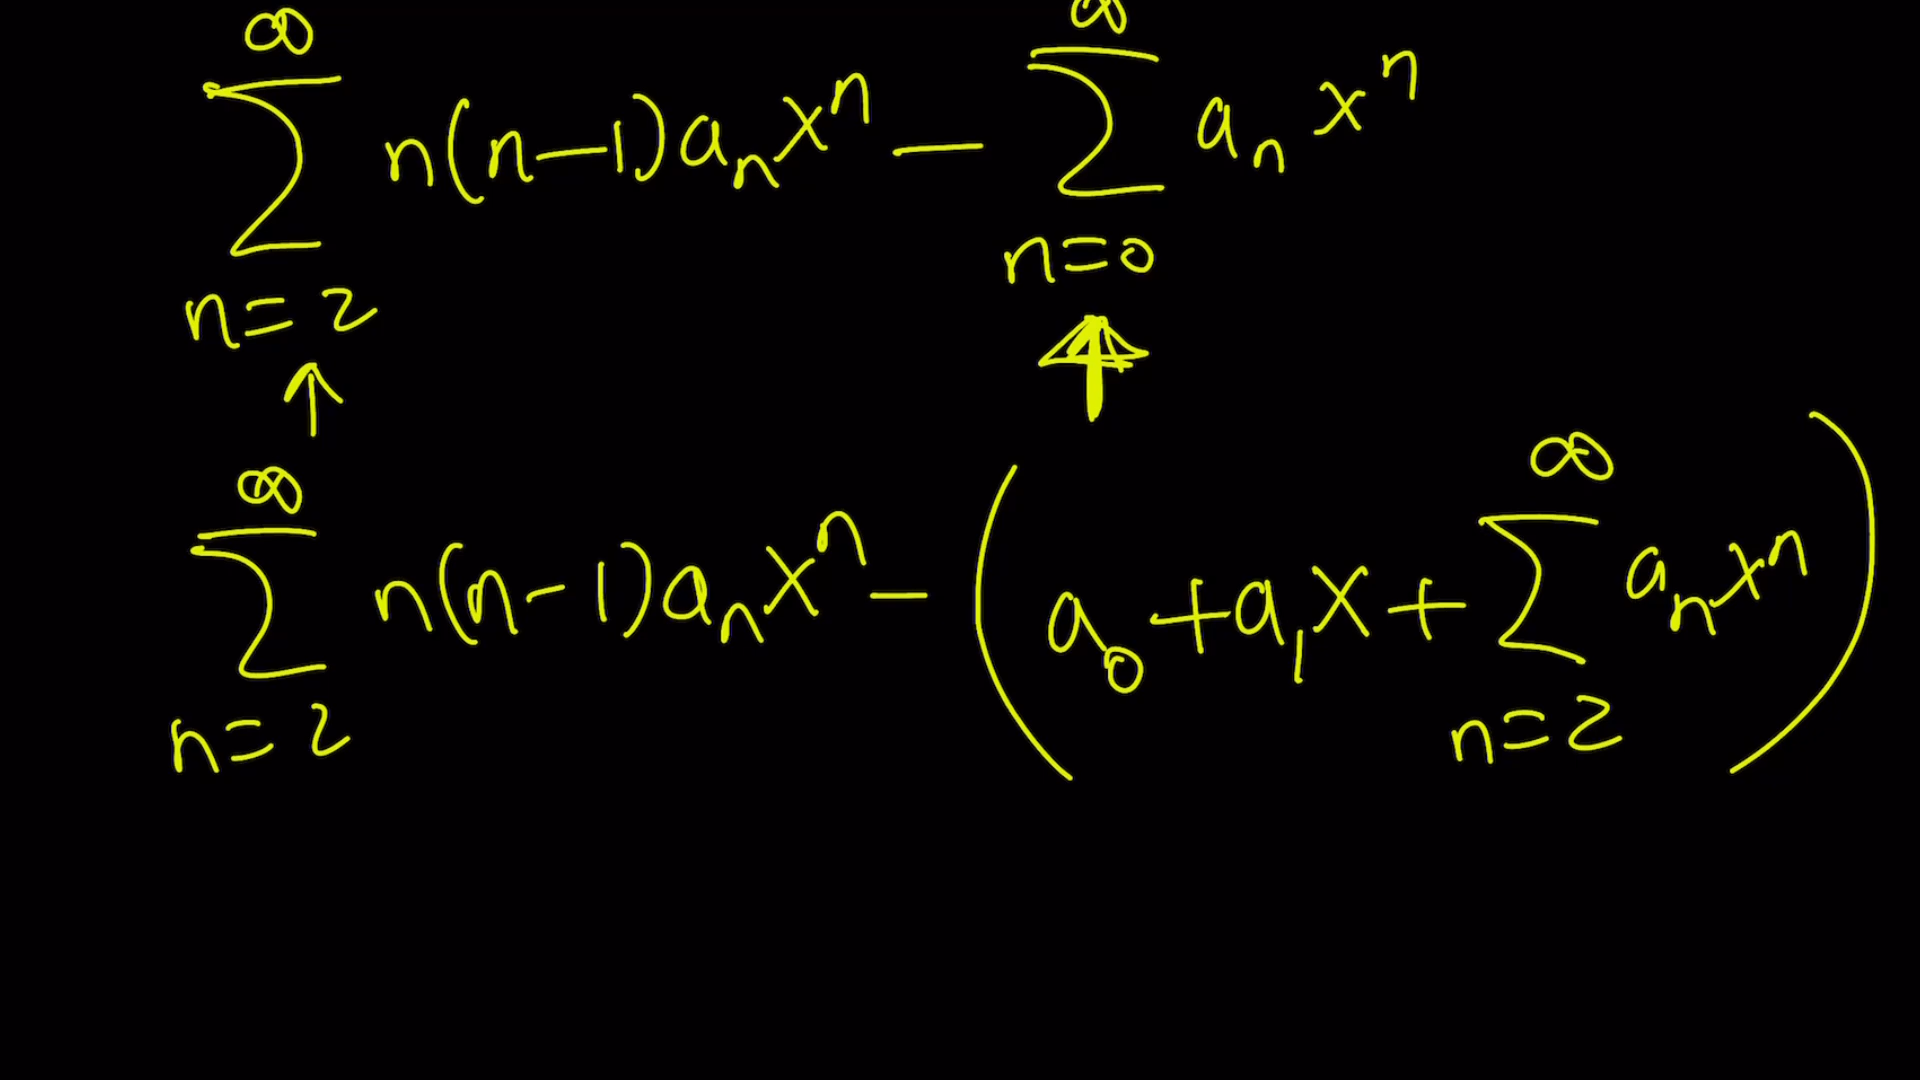 ∞ ∞
∑ n(n-1)aₙxⁿ - ∑ aₙxⁿ
n=2 n=0
↑ ↑
∞ ∞
∑ n(n-1)aₙxⁿ - (a₀+a₁x+∑ aₙxⁿ)
n=2 n=2